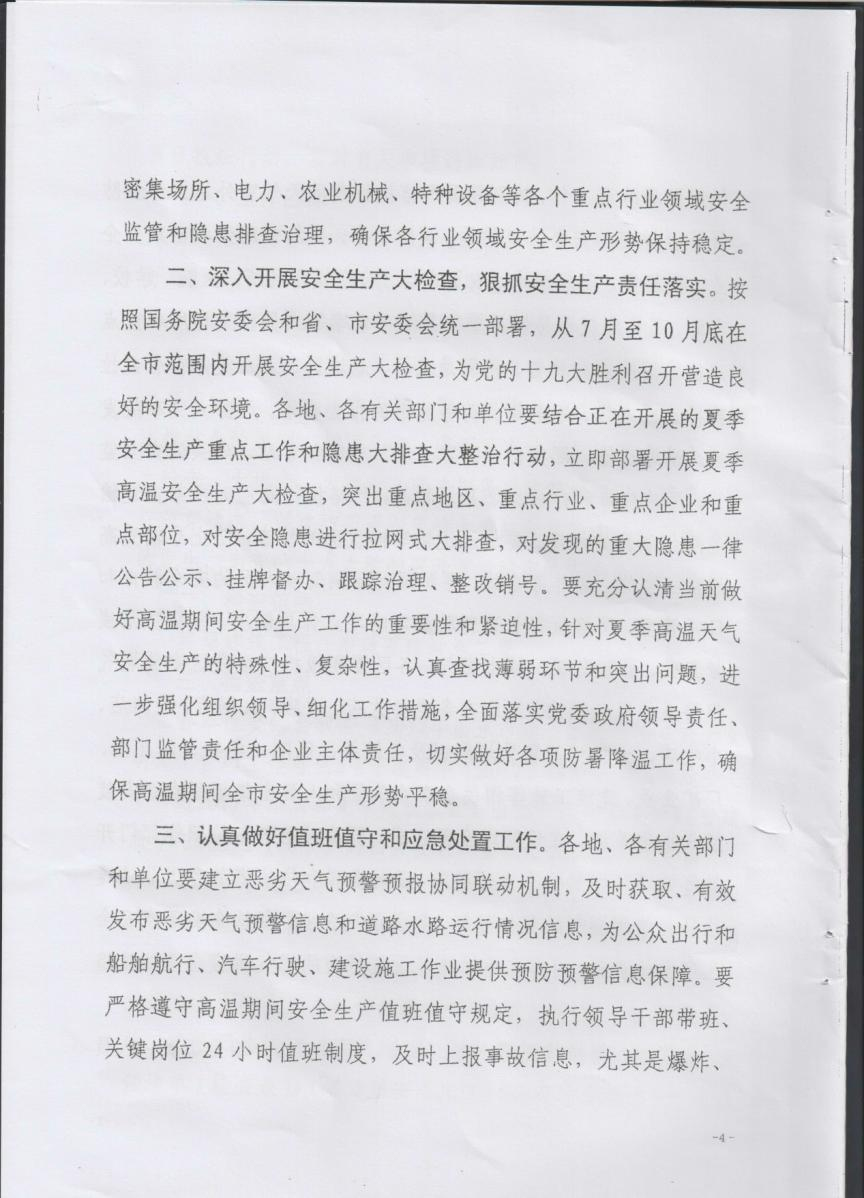 密集场所、电力、农业机械、特种设备等各个重点行业领域安全
监管和隐患排查治理，确保各行业领域安全生产形势保持稳定。
二、深入开展安全生产大检查，狠抓安全生产责任落实。按
照国务院安委会和省、市安委会统一部署，从7月至10月底在
全市范围内开展安全生产大检查，为党的十九大胜利召开营造良
好的安全环境。各地、各有关部门和单位要结合正在开展的夏季
安全生产重点工作和隐患大排查大整治行动，立即部署开展夏季
高温安全生产大检查，突出重点地区、重点行业、重点企业和重
点部位，对安全隐患进行拉网式大排查，对发现的重大隐患一律
公告公示、挂牌督办、跟踪治理、整改销号。要充分认清当前做
好高温期间安全生产工作的重要性和紧迫性，针对夏季高温天气
安全生产的特殊性、复杂性，认真查找薄弱环节和突出问题，进
一步强化组织领导、细化工作措施，全面落实党委政府领导责任、
部门监管责任和企业主体责任，切实做好各项防暑降温工作，确
保高温期间全市安全生产形势平稳。
三、认真做好值班值守和应急处置工作。各地、各有关部门
和单位要建立恶劣天气预警预报协同联动机制，及时获取、有效
发布恶劣天气预警信息和道路水路运行情况信息，为公众出行和
船舶航行、汽车行驶、建设施工作业提供预防预警信息保障。要
严格遵守高温期间安全生产值班值守规定，执行领导干部带班、
关键岗位24小时值班制度，及时上报事故信息，尤其是爆炸、
-4-